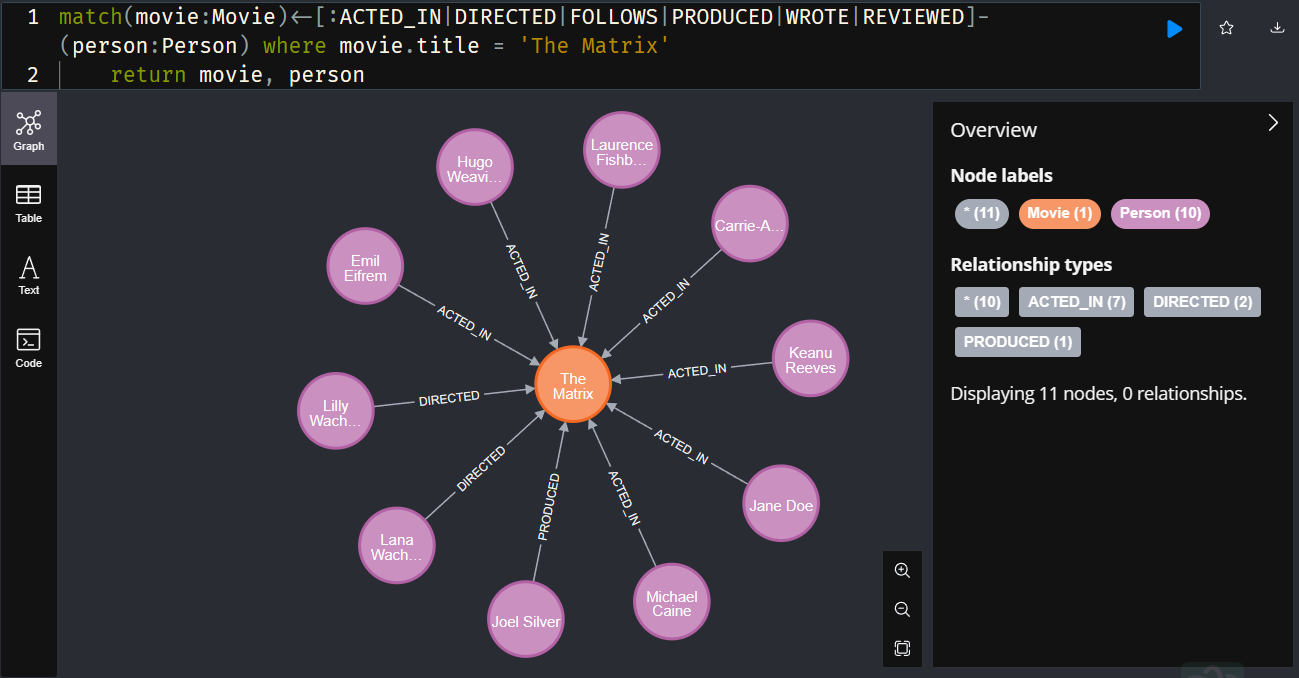 1 match(movie:Movie)<-[:ACTED_IN|DIRECTED|FOLLOWS|PRODUCED|WROTE|REVIEWED]-
(person:Person) where movie.title = 'The Matrix'
2 return movie, person
Graph
Table
Text
Code
Hugo
Weavi...
Laurence
Fishb...
Carrie-A...
Emil
Eifrem
Keanu
Reeves
The
Matrix
Lilly
Wach...
Jane Doe
Lana
Wach...
Michael
Caine
Joel Silver
ACTED_IN
ACTED_IN
ACTED_IN
ACTED_IN
ACTED_IN
DIRECTED
ACTED_IN
DIRECTED
PRODUCED
ACTED_IN
Overview
Node labels
* (11) Movie (1) Person (10)
Relationship types
* (10) ACTED_IN (7) DIRECTED (2)
PRODUCED (1)
Displaying 11 nodes, 0 relationships.